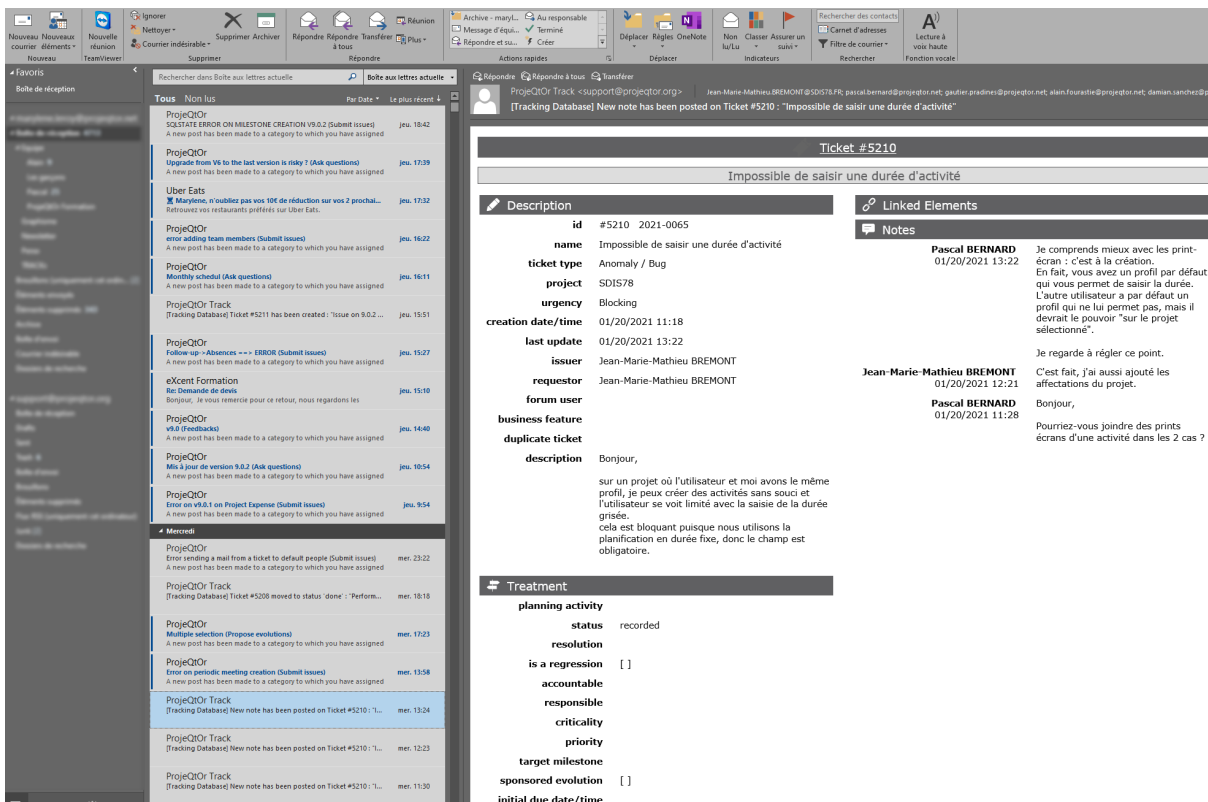 Nouveau courrier
Nouveaux éléments
Nouveau
Nouvelle réunion
TeamViewer
Ignorer
Nettoyer
Courrier indésirable
Supprimer
Archiver
Supprimer
Répondre
Répondre à tous
Transférer
Réunion
Plus
Répondre
Archive - maryl...
Au responsable
Message d'équi...
Terminé
Répondre et su...
Créer
Actions rapides
Déplacer
Règles
OneNote
Déplacer
Non lu/Lu
Classer
Assurer un suivi
Indicateurs
Rechercher des contacts
Carnet d'adresses
Filtre de courrier
Rechercher
Lecture à voix haute
Fonction vocale
Favoris
Boîte de réception
Rechercher dans Boîte aux lettres actuelle
Boîte aux lettres actuelle
Tous Non lus
Par Date Le plus récent ↓
ProjeQtOr
SQLSTATE ERROR ON MILESTONE CREATION V9.0.2 (Submit issues) jeu. 18:42
A new post has been made to a category to which you have assigned
ProjeQtOr
Upgrade from V6 to the last version is risky ? (Ask questions) jeu. 17:39
A new post has been made to a category to which you have assigned
Uber Eats
Marylene, n'oubliez pas vos 10€ de réduction sur vos 2 prochai... jeu. 17:32
Retrouvez vos restaurants préférés sur Uber Eats.
ProjeQtOr
error adding team members (Submit issues) jeu. 16:22
A new post has been made to a category to which you have assigned
ProjeQtOr
Monthly schedul (Ask questions) jeu. 16:11
A new post has been made to a category to which you have assigned
ProjeQtOr Track
[Tracking Database] Ticket #5211 has been created : "Issue on 9.0.2 ... jeu. 15:51
ProjeQtOr
Follow-up->Absences ==> ERROR (Submit issues) jeu. 15:27
A new post has been made to a category to which you have assigned
eXcent Formation
Re: Demande de devis jeu. 15:10
Bonjour, Je vous remercie pour ce retour, nous regardons les
ProjeQtOr
v9.0 (Feedbacks) jeu. 14:40
A new post has been made to a category to which you have assigned
ProjeQtOr
Mis à jour de version 9.0.2 (Ask questions) jeu. 10:54
A new post has been made to a category to which you have assigned
ProjeQtOr
Error on v9.0.1 on Project Expense (Submit issues) jeu. 9:54
A new post has been made to a category to which you have assigned
Mercredi
ProjeQtOr
Error sending a mail from a ticket to default people (Submit issues) mer. 23:22
A new post has been made to a category to which you have assigned
ProjeQtOr Track
[Tracking Database] Ticket #5208 moved to status 'done' : "Perform... mer. 18:18
ProjeQtOr
Multiple selection (Propose evolutions) mer. 17:23
A new post has been made to a category to which you have assigned
ProjeQtOr
Error on periodic meeting creation (Submit issues) mer. 13:58
A new post has been made to a category to which you have assigned
ProjeQtOr Track
[Tracking Database] New note has been posted on Ticket #5210 : "I... mer. 13:24
ProjeQtOr Track
[Tracking Database] New note has been posted on Ticket #5210 : "I... mer. 12:23
ProjeQtOr Track
[Tracking Database] New note has been posted on Ticket #5210 : "I... mer. 11:30
Répondre Répondre à tous Transférer
ProjeQtOr Track <support@projeqtor.org> Jean-Marie-Mathieu.BREMONT@SDIS78.FR; pascal.bernard@projeqtor.net; gautier.pradines@projeqtor.net; alain.fourastie@projeqtor.net; damian.sanchez@p
[Tracking Database] New note has been posted on Ticket #5210 : "Impossible de saisir une durée d'activité"
Ticket #5210
Impossible de saisir une durée d'activité
Description
id #5210 2021-0065
name Impossible de saisir une durée d'activité
ticket type Anomaly / Bug
project SDIS78
urgency Blocking
creation date/time 01/20/2021 11:18
last update 01/20/2021 13:22
issuer Jean-Marie-Mathieu BREMONT
requestor Jean-Marie-Mathieu BREMONT
forum user
business feature
duplicate ticket
description Bonjour,
sur un projet où l'utilisateur et moi avons le même
profil, je peux créer des activités sans souci et
l'utilisateur se voit limité avec la saisie de la durée
grisée.
cela est bloquant puisque nous utilisons la
planification en durée fixe, donc le champ est
obligatoire.
Treatment
planning activity
status recorded
resolution
is a regression [ ]
accountable
responsible
criticality
priority
target milestone
sponsored evolution [ ]
initial due date/time
Linked Elements
Notes
Pascal BERNARD
01/20/2021 13:22
Je comprends mieux avec les print-
écran : c'est à la création.
En fait, vous avez un profil par défaut
qui vous permet de saisir la durée.
L'autre utilisateur a par défaut un
profil qui ne lui permet pas, mais il
devrait le pouvoir "sur le projet
sélectionné".
Je regarde à régler ce point.
Jean-Marie-Mathieu BREMONT
01/20/2021 12:21
C'est fait, j'ai aussi ajouté les
affectations du projet.
Pascal BERNARD
01/20/2021 11:28
Bonjour,
Pourriez-vous joindre des prints
écrans d'une activité dans les 2 cas ?